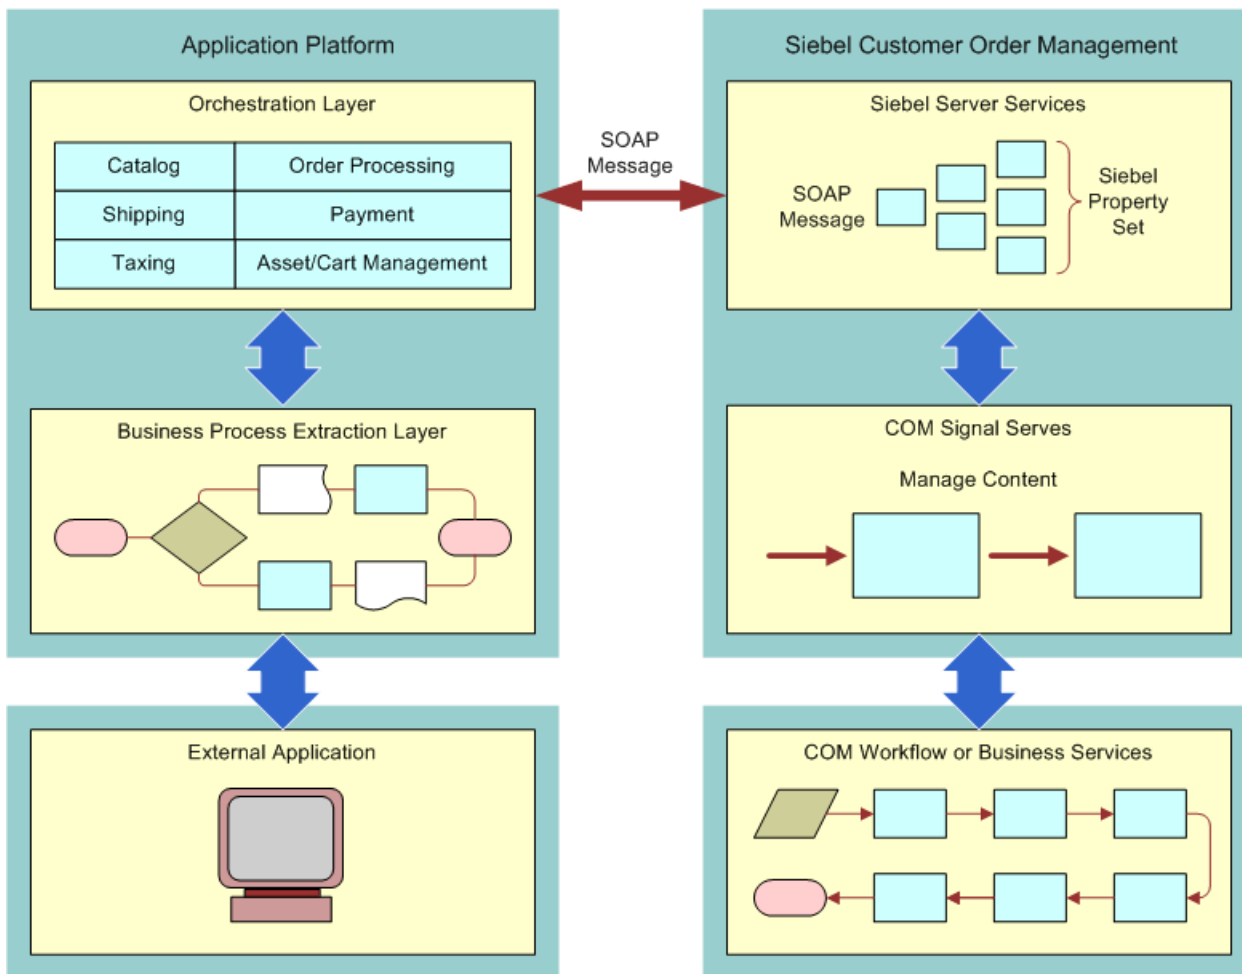 Application Platform
Orchestration Layer
Catalog
Order Processing
Shipping
Payment
Taxing
Asset/Cart Management
Business Process Extraction Layer
External Application
SOAP
Message
Siebel Customer Order Management
Siebel Server Services
SOAP
Message
Siebel
Property
Set
COM Signal Serves
Manage Content
COM Workflow or Business Services